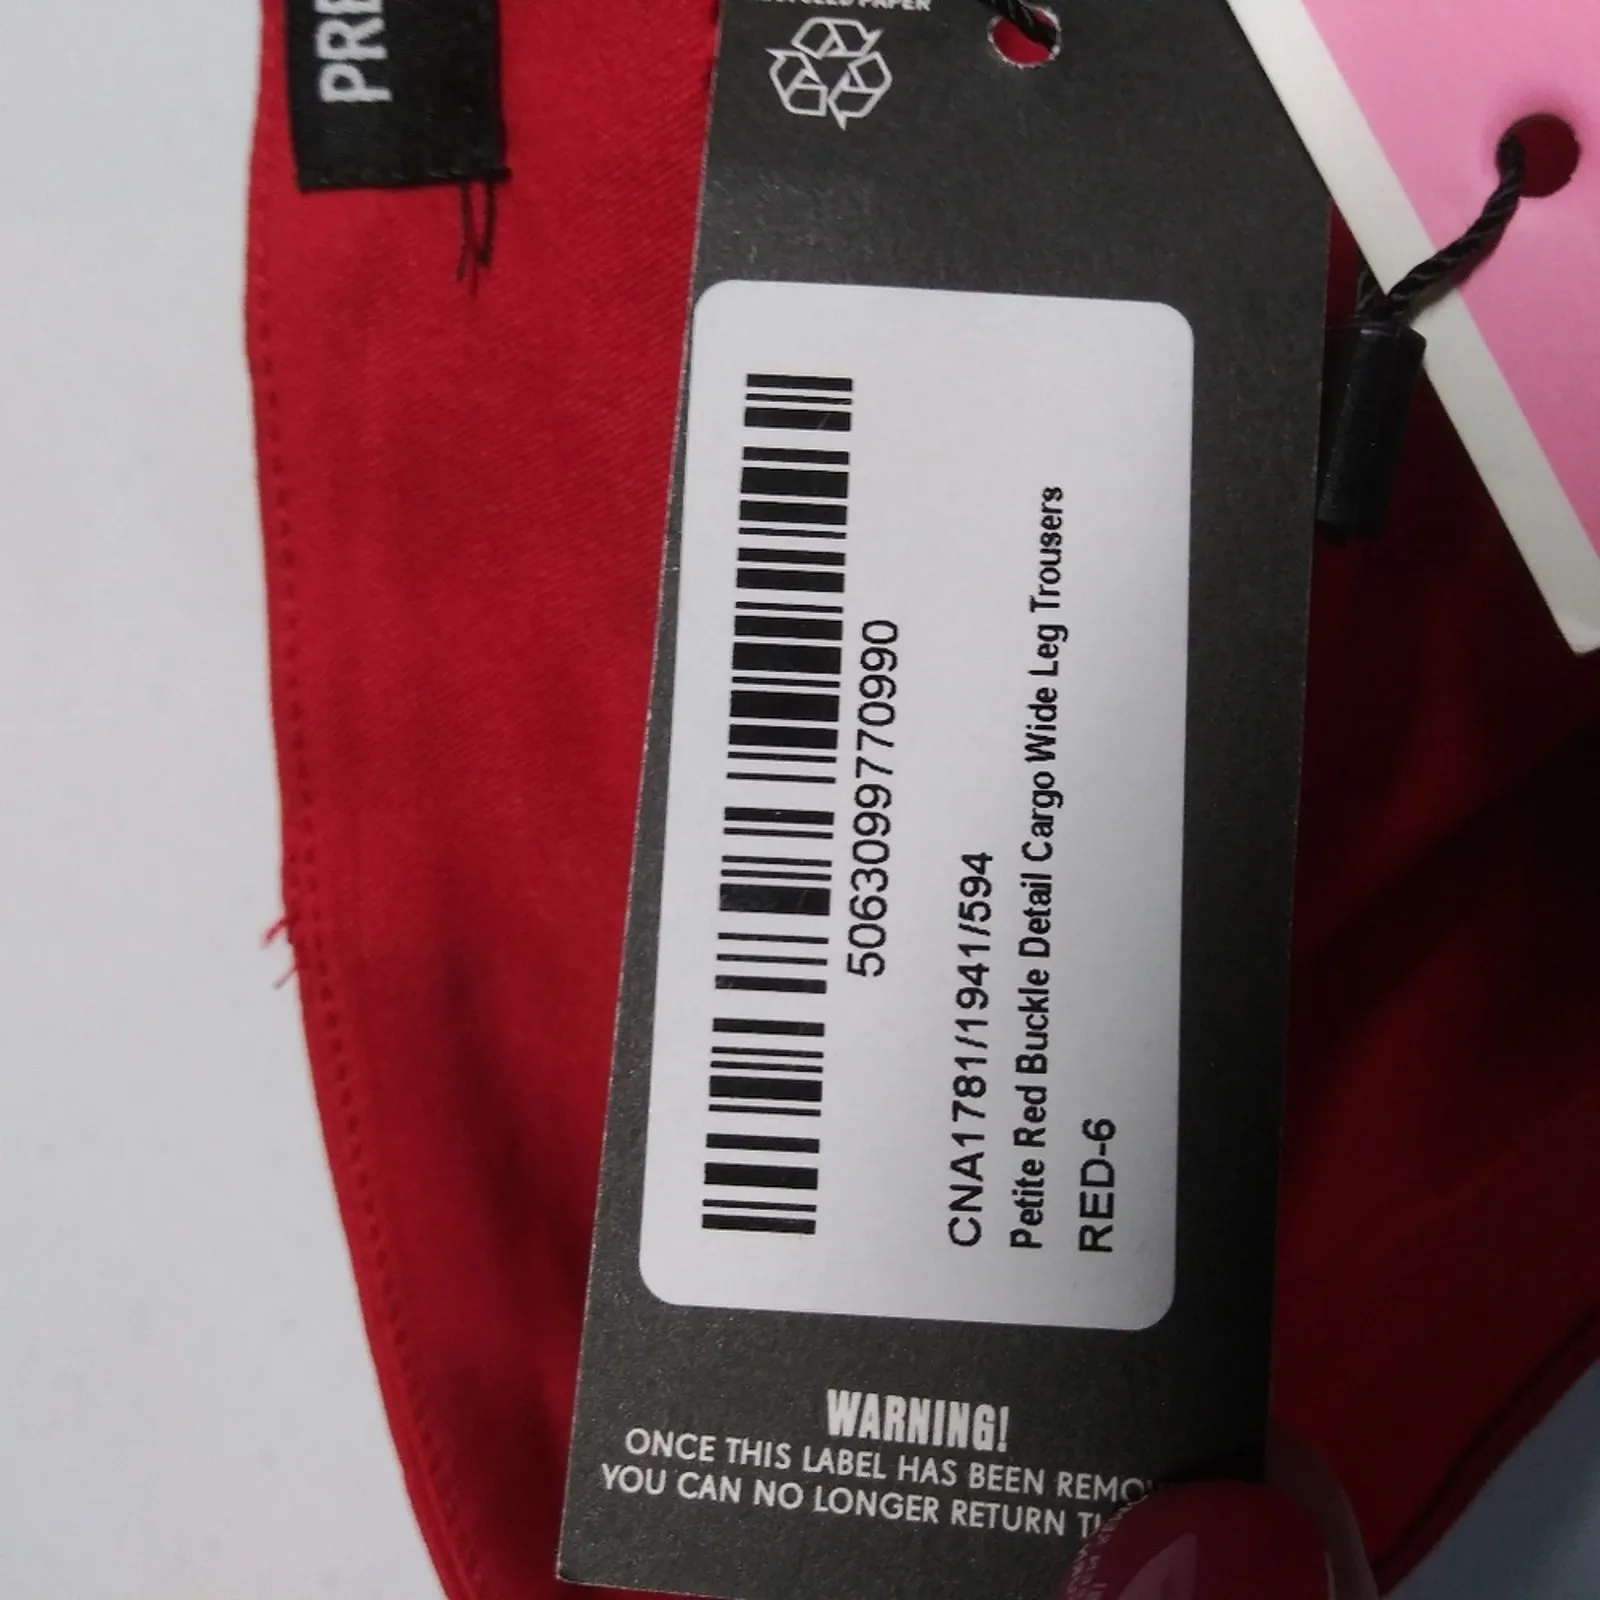 PRE
PAPER
5063099770990
CNA1781/1941/594
Petite Red Buckle Detail Cargo Wide Leg Trousers
RED-6
WARNING!
ONCE THIS LABEL HAS BEEN REMO
YOU CAN NO LONGER RETURN